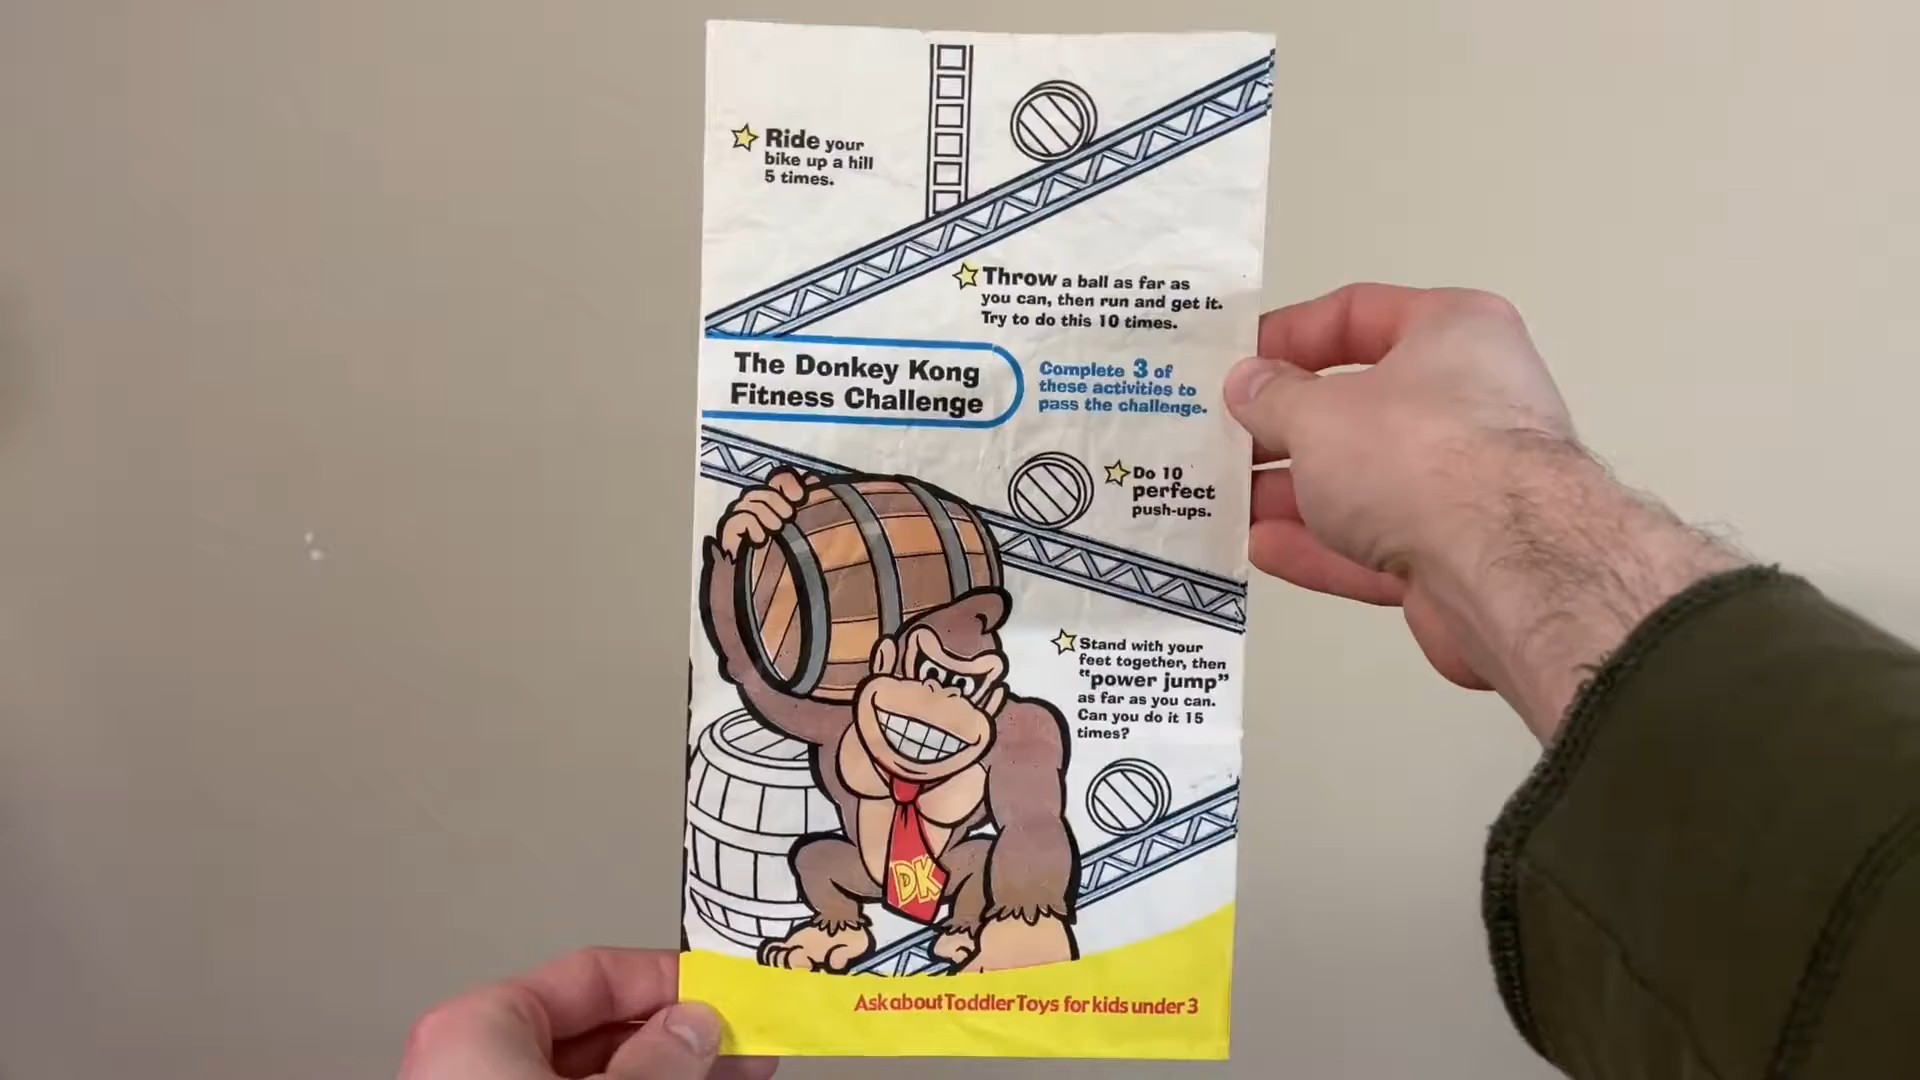 Ride your
bike up a hill
5 times.
Throw a ball as far as
you can, then run and get it.
Try to do this 10 times.
The Donkey Kong
Fitness Challenge
Complete 3 of
these activities to
pass the challenge.
Do 10
perfect
push-ups.
Stand with your
feet together, then
"power jump"
as far as you can.
Can you do it 15
times?
DK
Ask about Toddler Toys for kids under 3